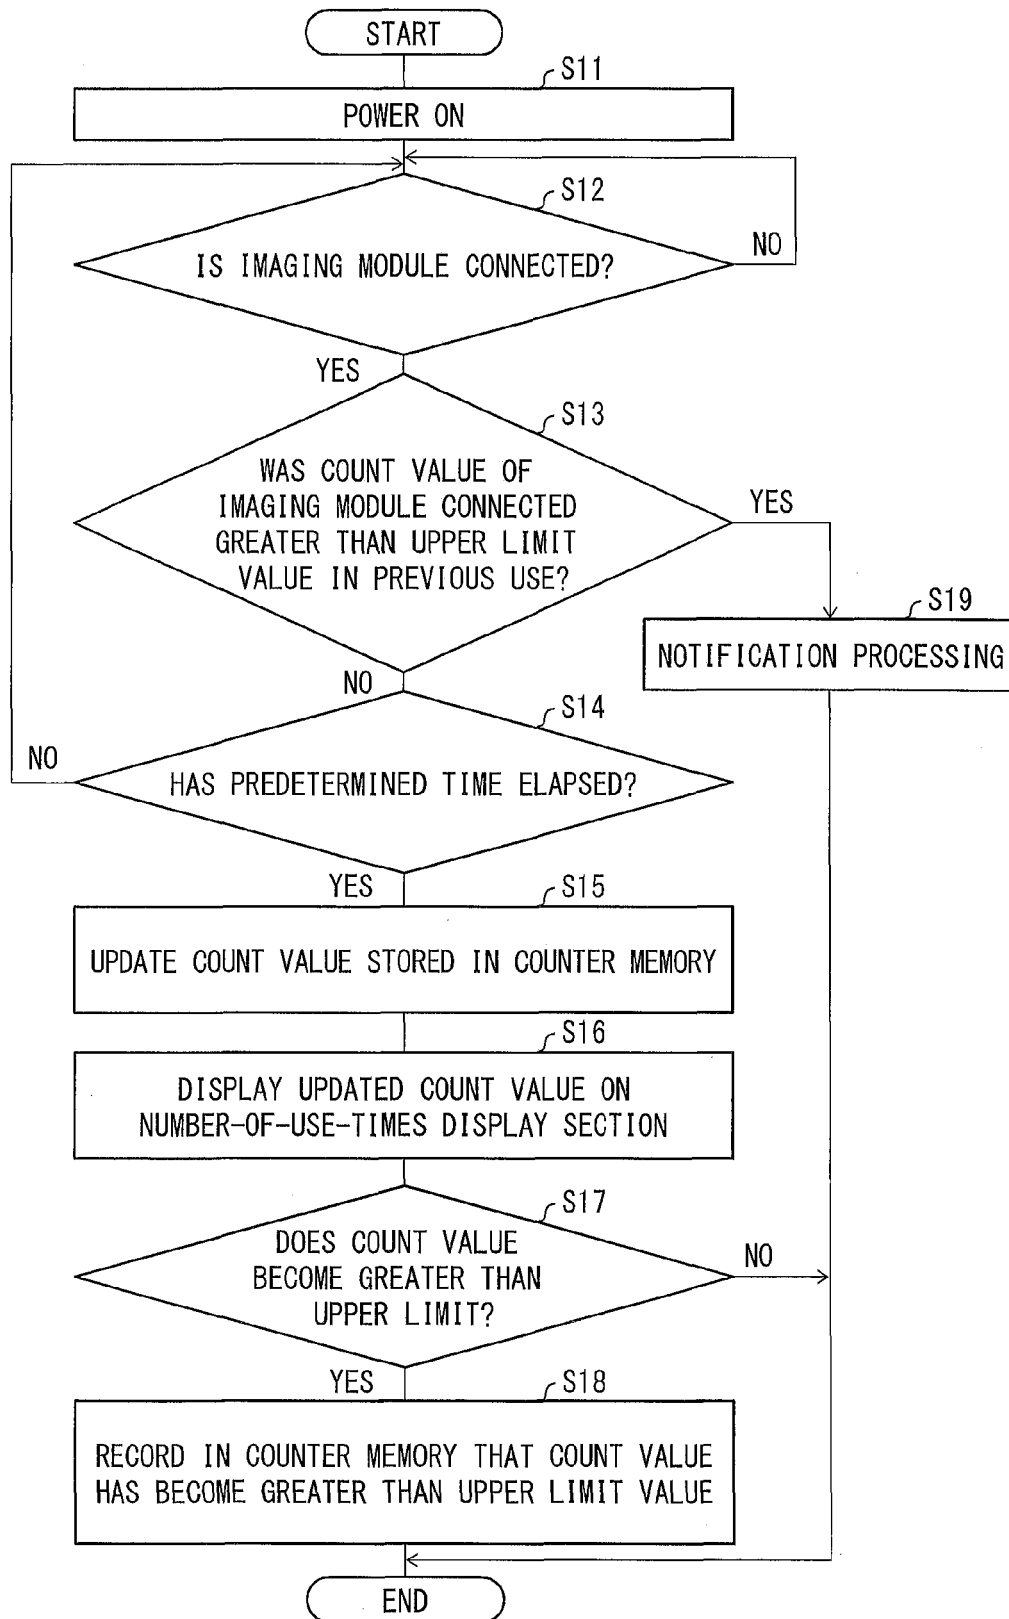 START
S11
POWER ON
S12
IS IMAGING MODULE CONNECTED?
NO
YES
S13
WAS COUNT VALUE OF
IMAGING MODULE CONNECTED
GREATER THAN UPPER LIMIT
VALUE IN PREVIOUS USE?
YES
S19
NOTIFICATION PROCESSING
NO
S14
NO
HAS PREDETERMINED TIME ELAPSED?
YES
S15
UPDATE COUNT VALUE STORED IN COUNTER MEMORY
S16
DISPLAY UPDATED COUNT VALUE ON
NUMBER-OF-USE-TIMES DISPLAY SECTION
S17
DOES COUNT VALUE
BECOME GREATER THAN
UPPER LIMIT?
NO
YES
S18
RECORD IN COUNTER MEMORY THAT COUNT VALUE
HAS BECOME GREATER THAN UPPER LIMIT VALUE
END